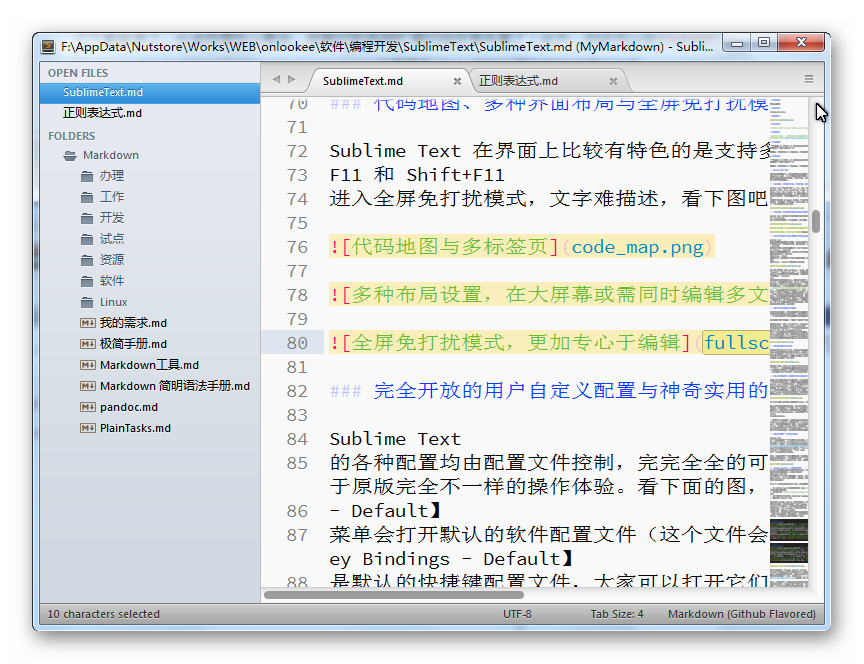 F:\AppData\Nutstore\Works\WEB\onlookee\软件\编程开发\SublimeText\SublimeText.md (MyMarkdown) - Subli...
OPEN FILES
SublimeText.md
正则表达式.md
FOLDERS
Markdown
办理
工作
开发
试点
资源
软件
Linux
我的需求.md
极简手册.md
Markdown工具.md
Markdown 简明语法手册.md
pandoc.md
PlainTasks.md
SublimeText.md
正则表达式.md
70 ### 代码地图、多种界面布局与全屏免打扰模
71
72 Sublime Text 在界面上比较有特色的是支持多
73 F11 和 Shift+F11
74 进入全屏免打扰模式，文字难描述，看下图吧
75
76 ![代码地图与多标签页](code_map.png)
77
78 ![多种布局设置，在大屏幕或需同时编辑多文
79
80 ![全屏免打扰模式，更加专心于编辑](fullsc
81
82 ### 完全开放的用户自定义配置与神奇实用的
83
84 Sublime Text
85 的各种配置均由配置文件控制，完完全全的可
于原版完全不一样的操作体验。看下面的图，
86 - Default】
87 菜单会打开默认的软件配置文件（这个文件会
ey Bindings - Default】
88 是默认的快捷键配置文件，大家可以打开它们
10 characters selected
UTF-8
Tab Size: 4
Markdown (Github Flavored)